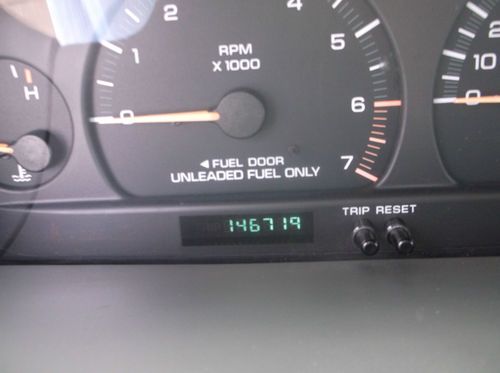 1 2 4 5 6 7
0
RPM
X 1000
H
10
0
◄ FUEL DOOR
UNLEADED FUEL ONLY
TRIP RESET
146719